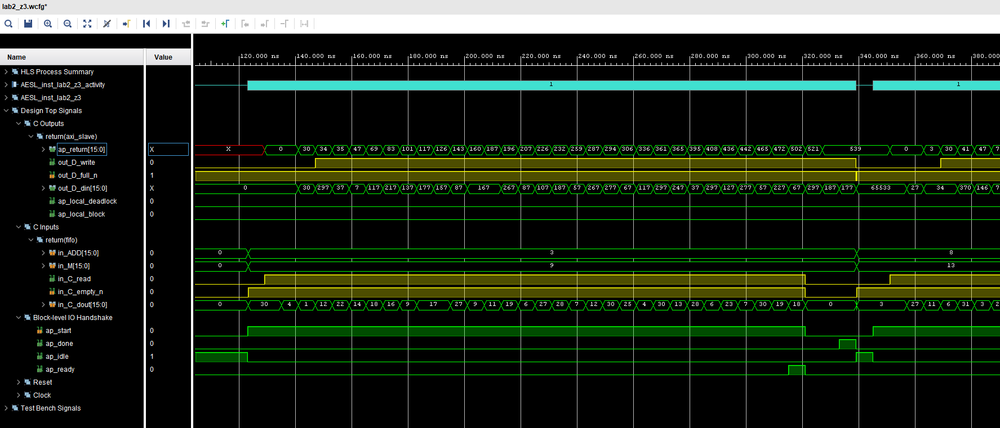 lab2_z3.wcfg*
Name Value 120.000 ns 140.000 ns 160.000 ns 180.000 ns 200.000 ns 220.000 ns 240.000 ns 260.000 ns 280.000 ns 300.000 ns 320.000 ns 340.000 ns 360.000 ns 380.000
HLS Process Summary
AESL_inst_lab2_z3_activity 1 1
AESL_inst_lab2_z3
Design Top Signals
C Outputs
return(axi_slave)
ap_return[15:0] X X 0 30 34 35 47 69 83 101 117 126 143 160 187 196 207 226 232 259 287 294 306 336 361 365 395 408 436 442 465 472 502 521 539 0 3 30 41 47 7
out_D_write 0
out_D_full_n 1
out_D_din[15:0] X 0 30 297 37 7 117 217 137 177 157 87 167 267 87 107 187 57 267 277 67 117 297 247 37 297 127 277 57 227 67 297 187 177 65533 27 34 370 146 7
ap_local_deadlock 0
ap_local_block 0
C Inputs
return(fifo)
in_ADD[15:0] 0 0 3 8
in_M[15:0] 0 0 9 13
in_C_read 0
in_C_empty_n 0
in_C_dout[15:0] 0 0 30 4 1 12 22 14 18 16 9 17 27 9 11 19 6 27 28 7 12 30 25 4 30 13 28 6 23 7 30 19 18 0 3 27 11 6 31 3 2
Block-level IO Handshake
ap_start 0
ap_done 0
ap_idle 1
ap_ready 0
Reset
Clock
Test Bench Signals